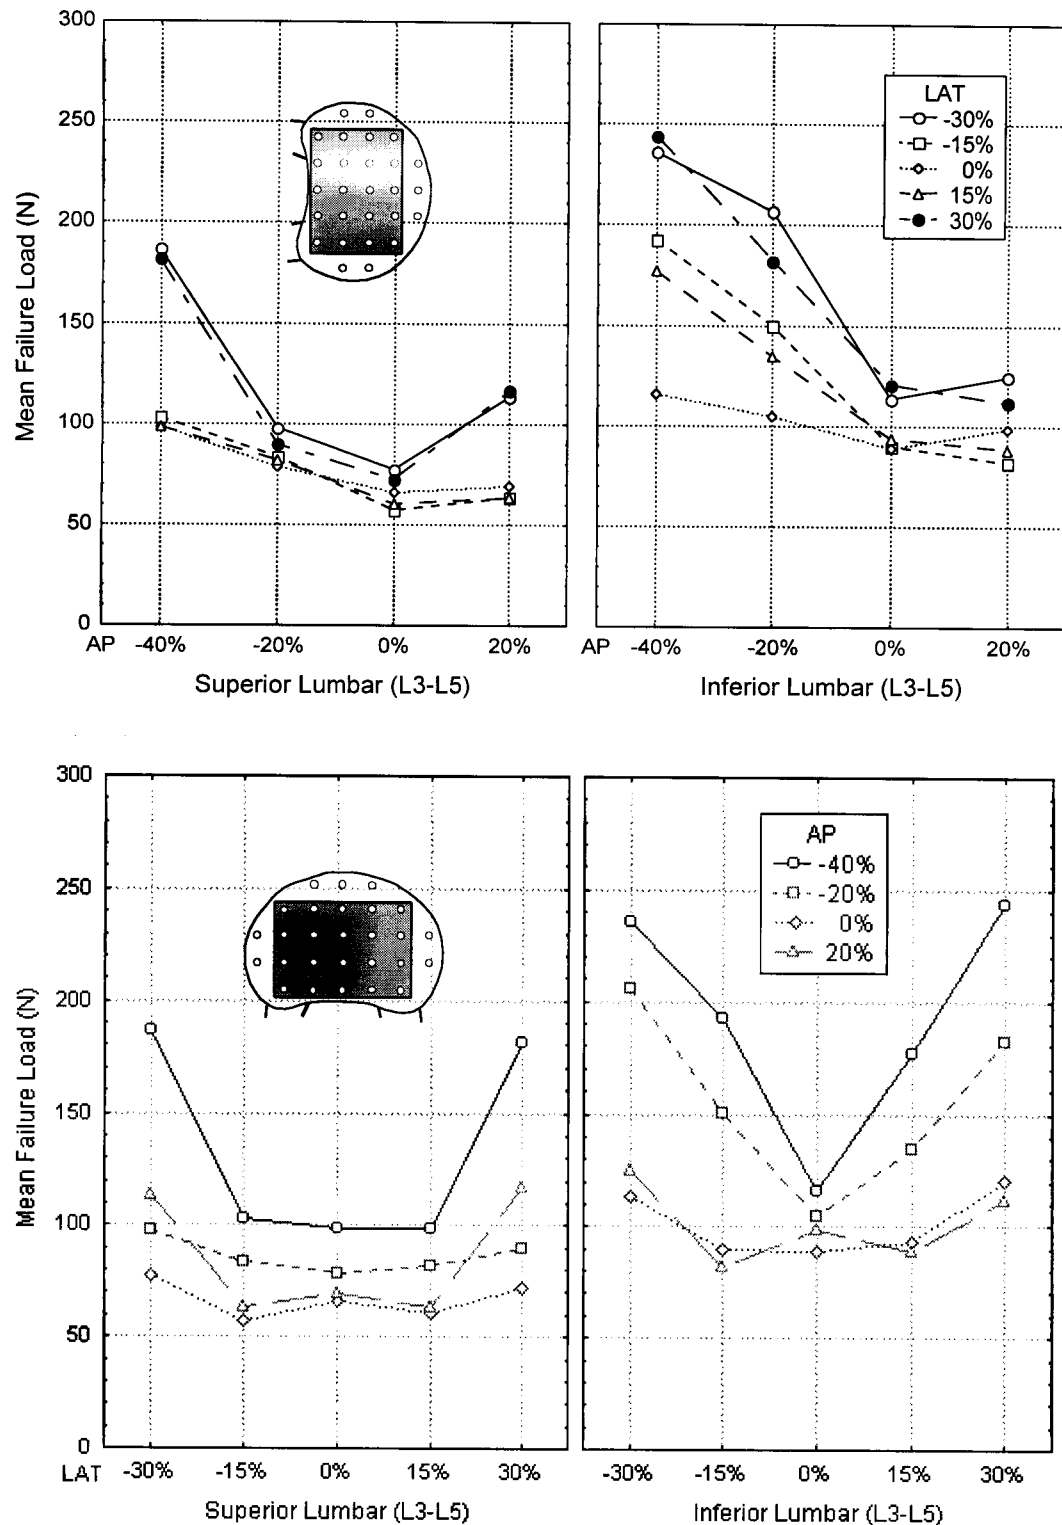 300
250
200
150
100
50
0
Mean Failure Load (N)
AP -40% -20% 0% 20%
Superior Lumbar (L3-L5)
LAT
-30%
-15%
0%
15%
30%
AP -40% -20% 0% 20%
Inferior Lumbar (L3-L5)
300
250
200
150
100
50
0
Mean Failure Load (N)
LAT -30% -15% 0% 15% 30%
Superior Lumbar (L3-L5)
AP
-40%
-20%
0%
20%
-30% -15% 0% 15% 30%
Inferior Lumbar (L3-L5)